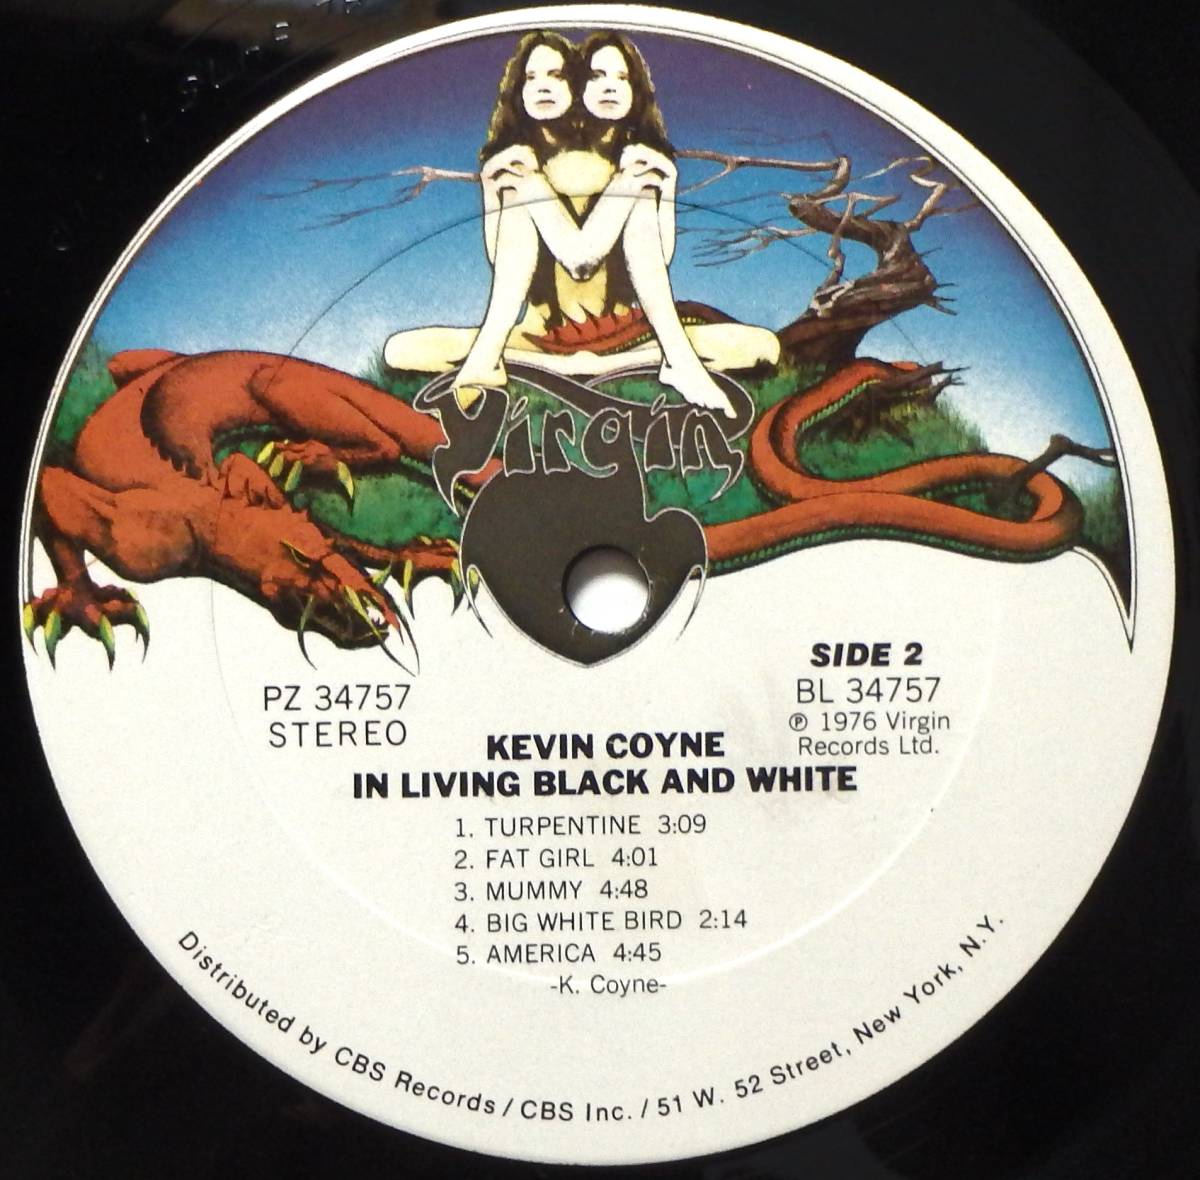 Virgin
SIDE 2
PZ 34757
BL 34757
STEREO
℗ 1976 Virgin
Records Ltd.
KEVIN COYNE
IN LIVING BLACK AND WHITE
1. TURPENTINE 3:09
2. FAT GIRL 4:01
3. MUMMY 4:48
4. BIG WHITE BIRD 2:14
5. AMERICA 4:45
-K. Coyne-
Distributed by CBS Records / CBS Inc. / 51 W. 52 Street, New York, N.Y.